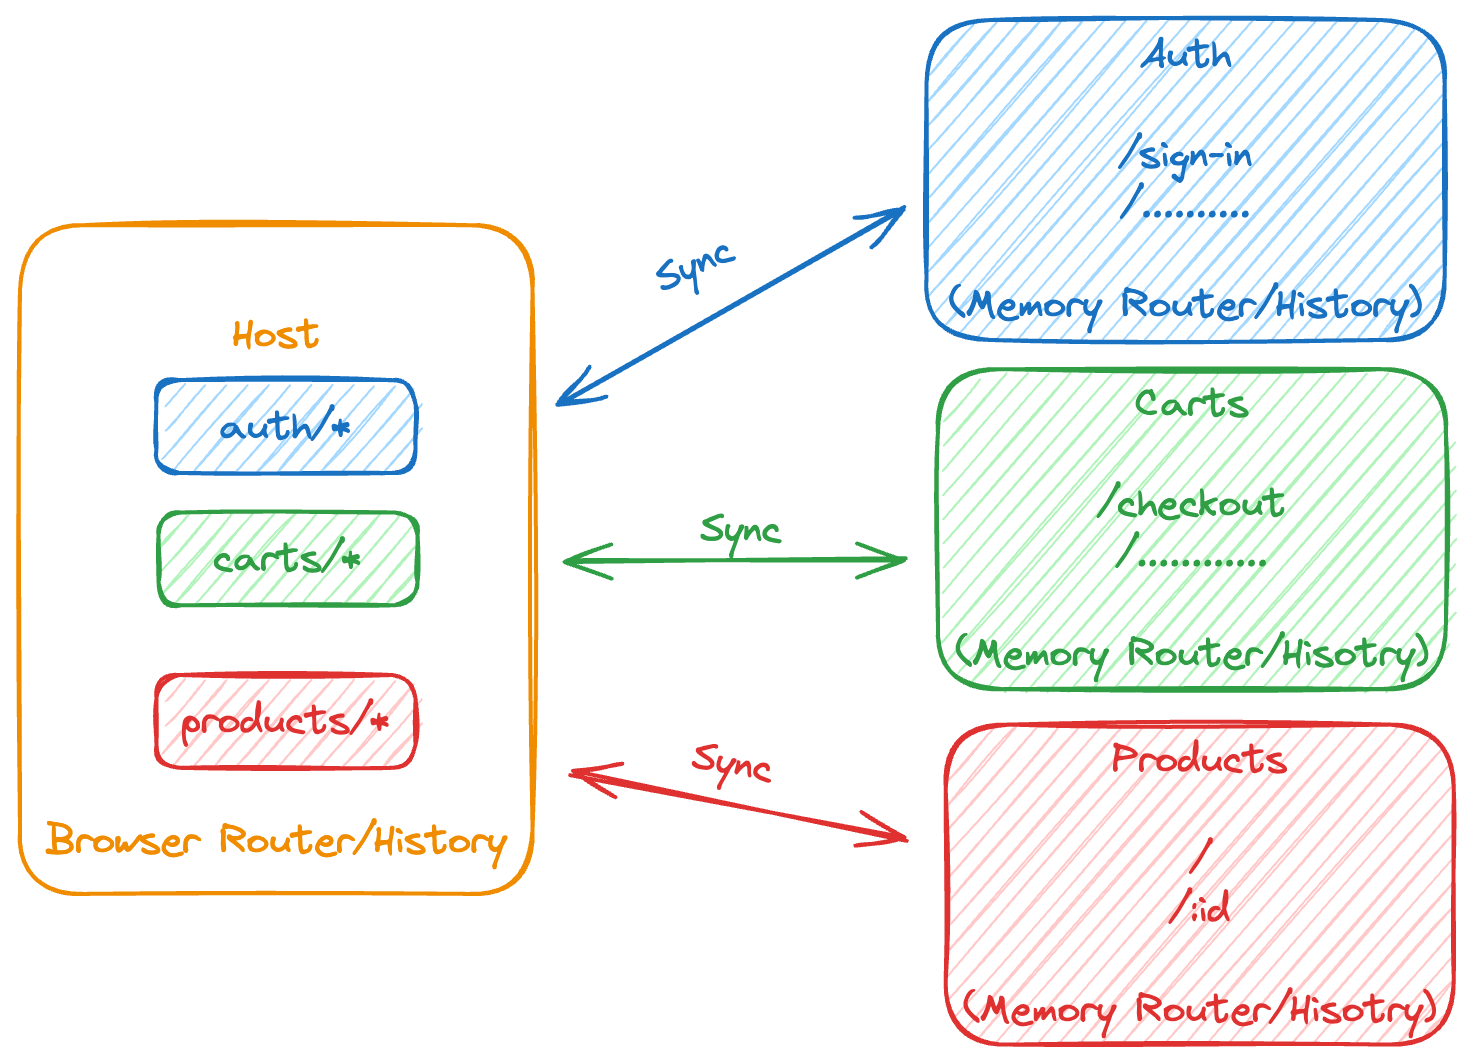 Host
auth/*
carts/*
products/*
Browser Router/History
Sync
Sync
Sync
Auth
/sign-in
/..........
(Memory Router/History)
Carts
/checkout
/............
(Memory Router/Hisotry)
Products
/
/:id
(Memory Router/Hisotry)